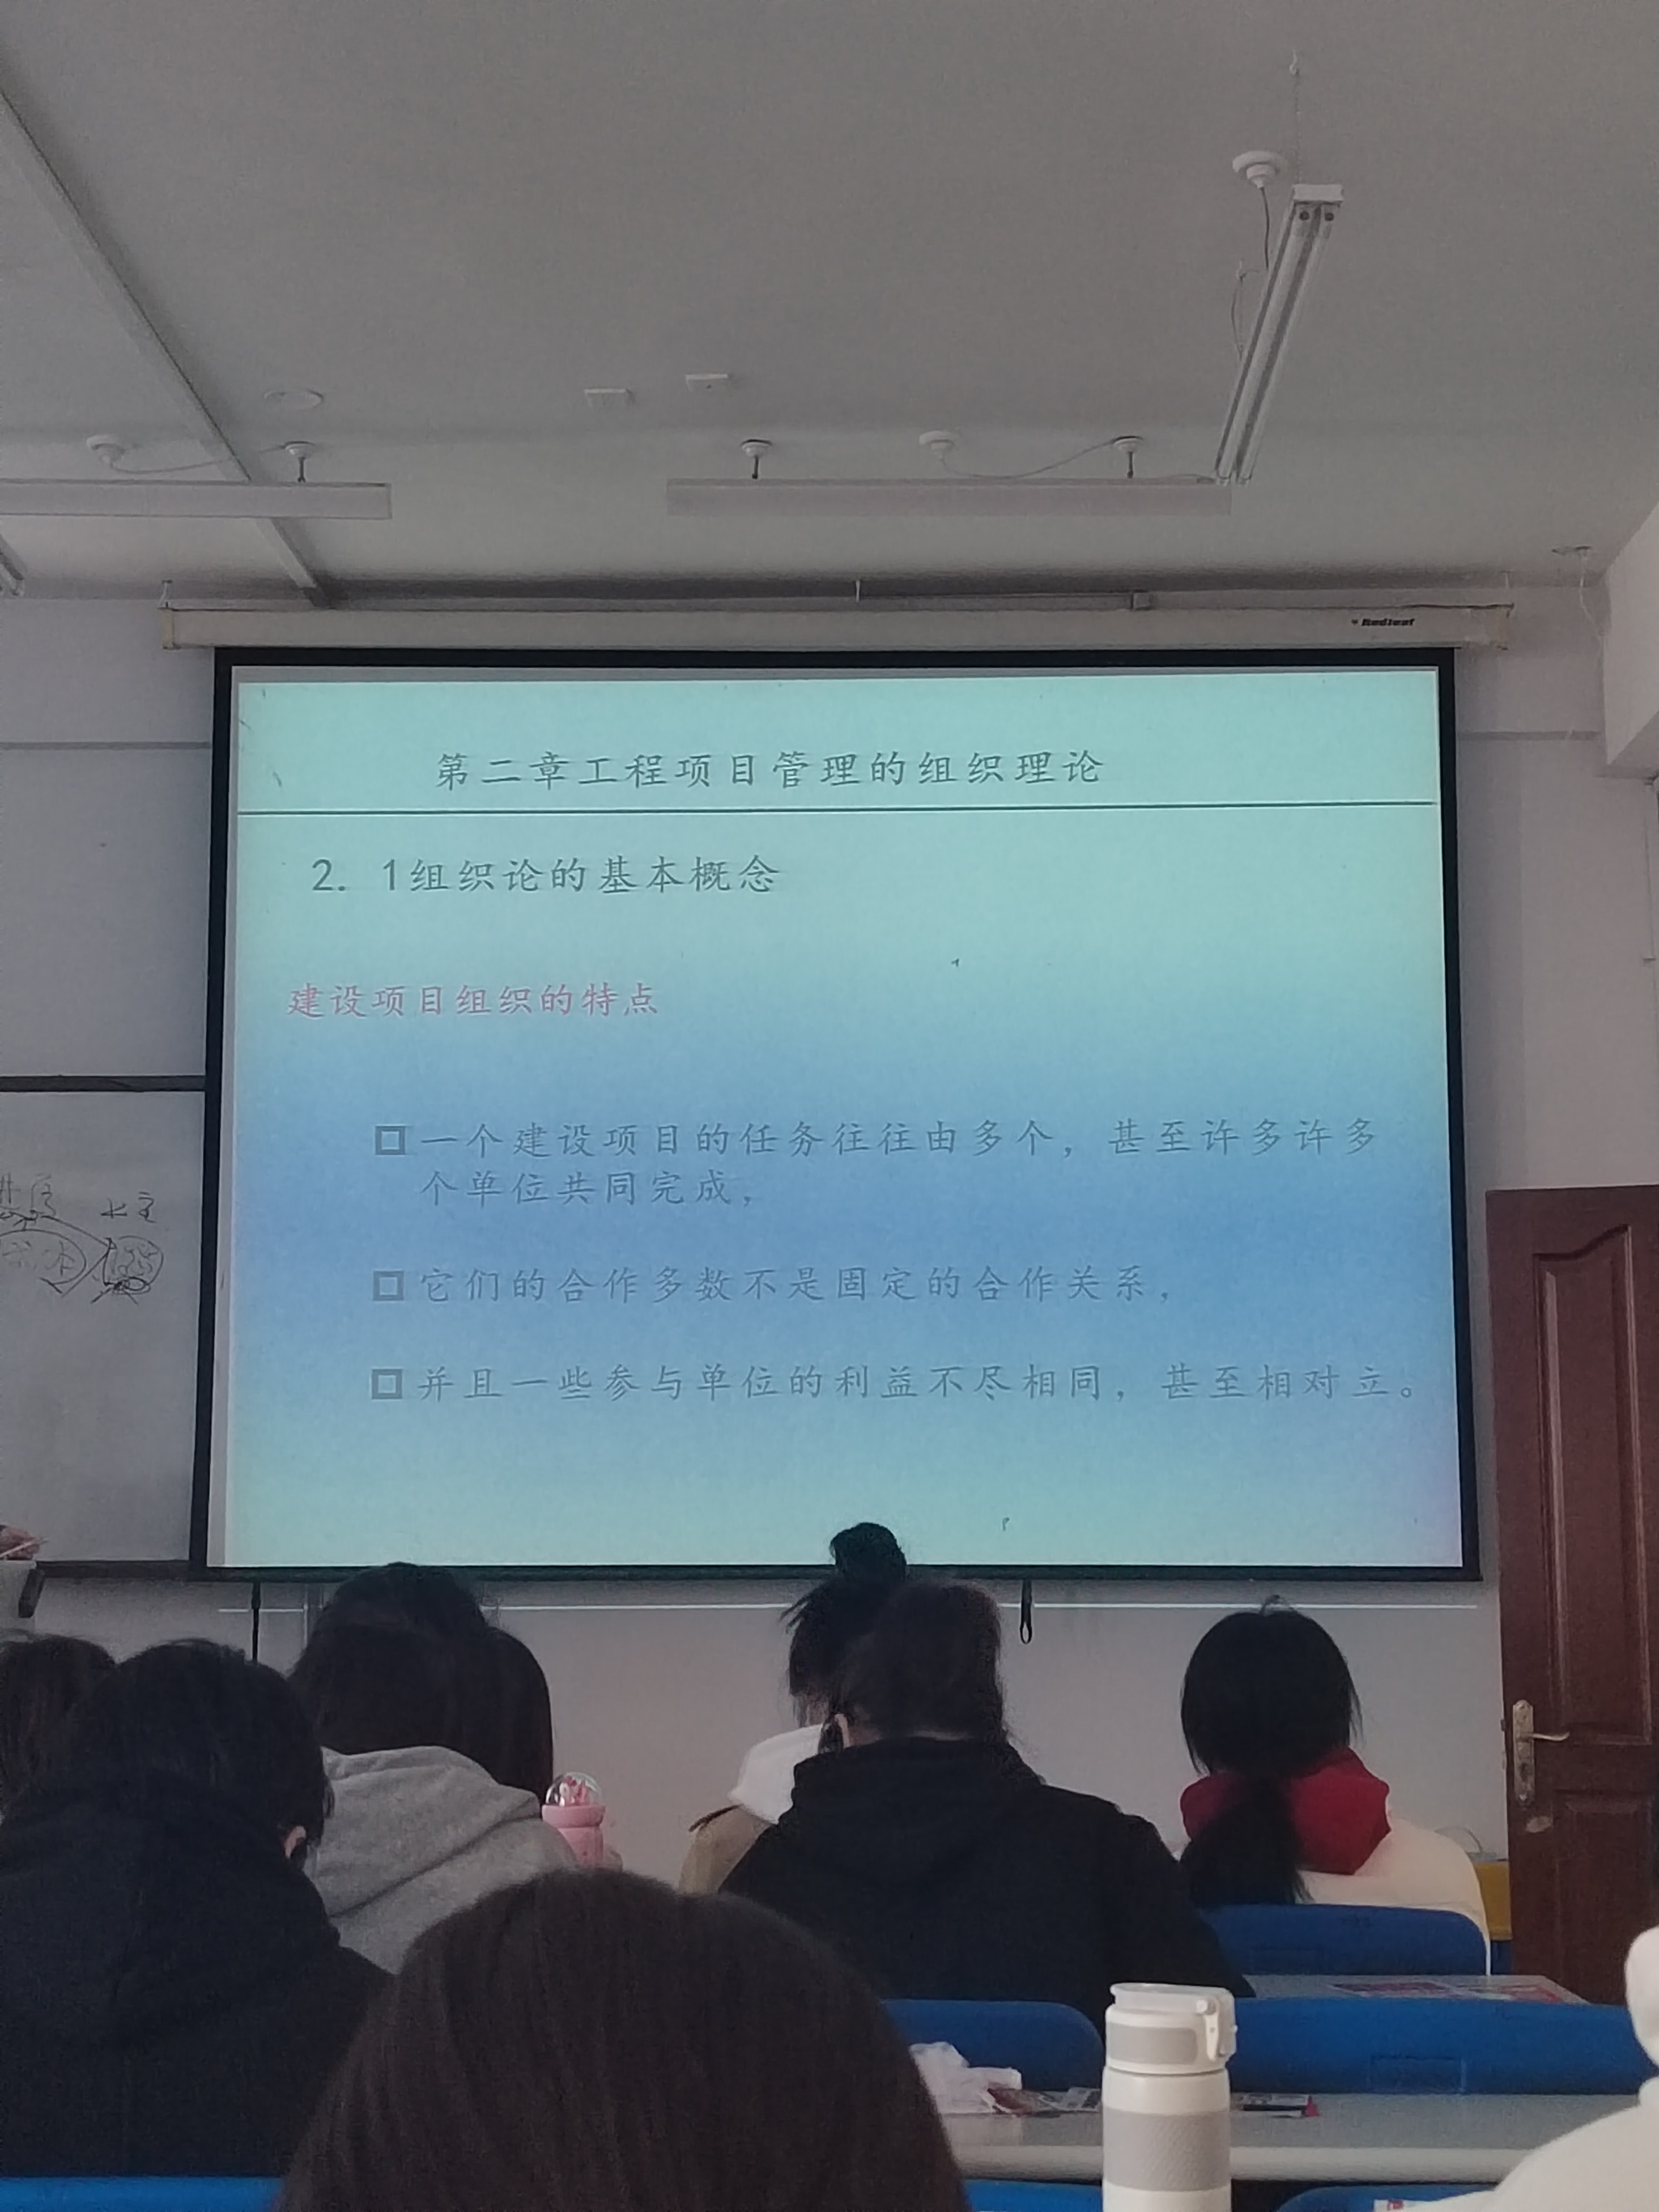 Redleaf
第二章工程项目管理的组织理论
2. 1组织论的基本概念
建设项目组织的特点
一个建设项目的任务往往由多个，甚至许多许多
个单位共同完成，
它们的合作多数不是固定的合作关系，
并且一些参与单位的利益不尽相同，甚至相对立。